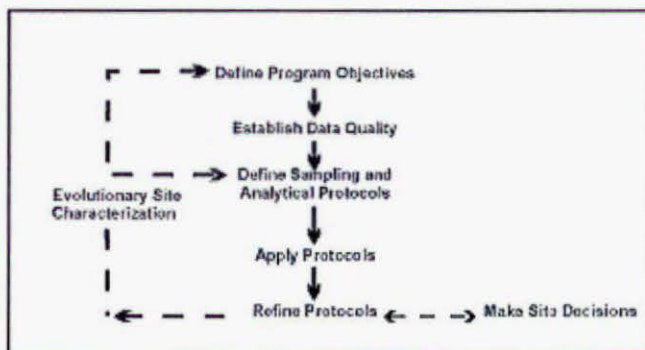 Define Program Objectives
Establish Data Quality
Define Sampling and
Analytical Protocols
Evolutionary Site
Characterization
Apply Protocols
Refine Protocols
Make Site Decisions